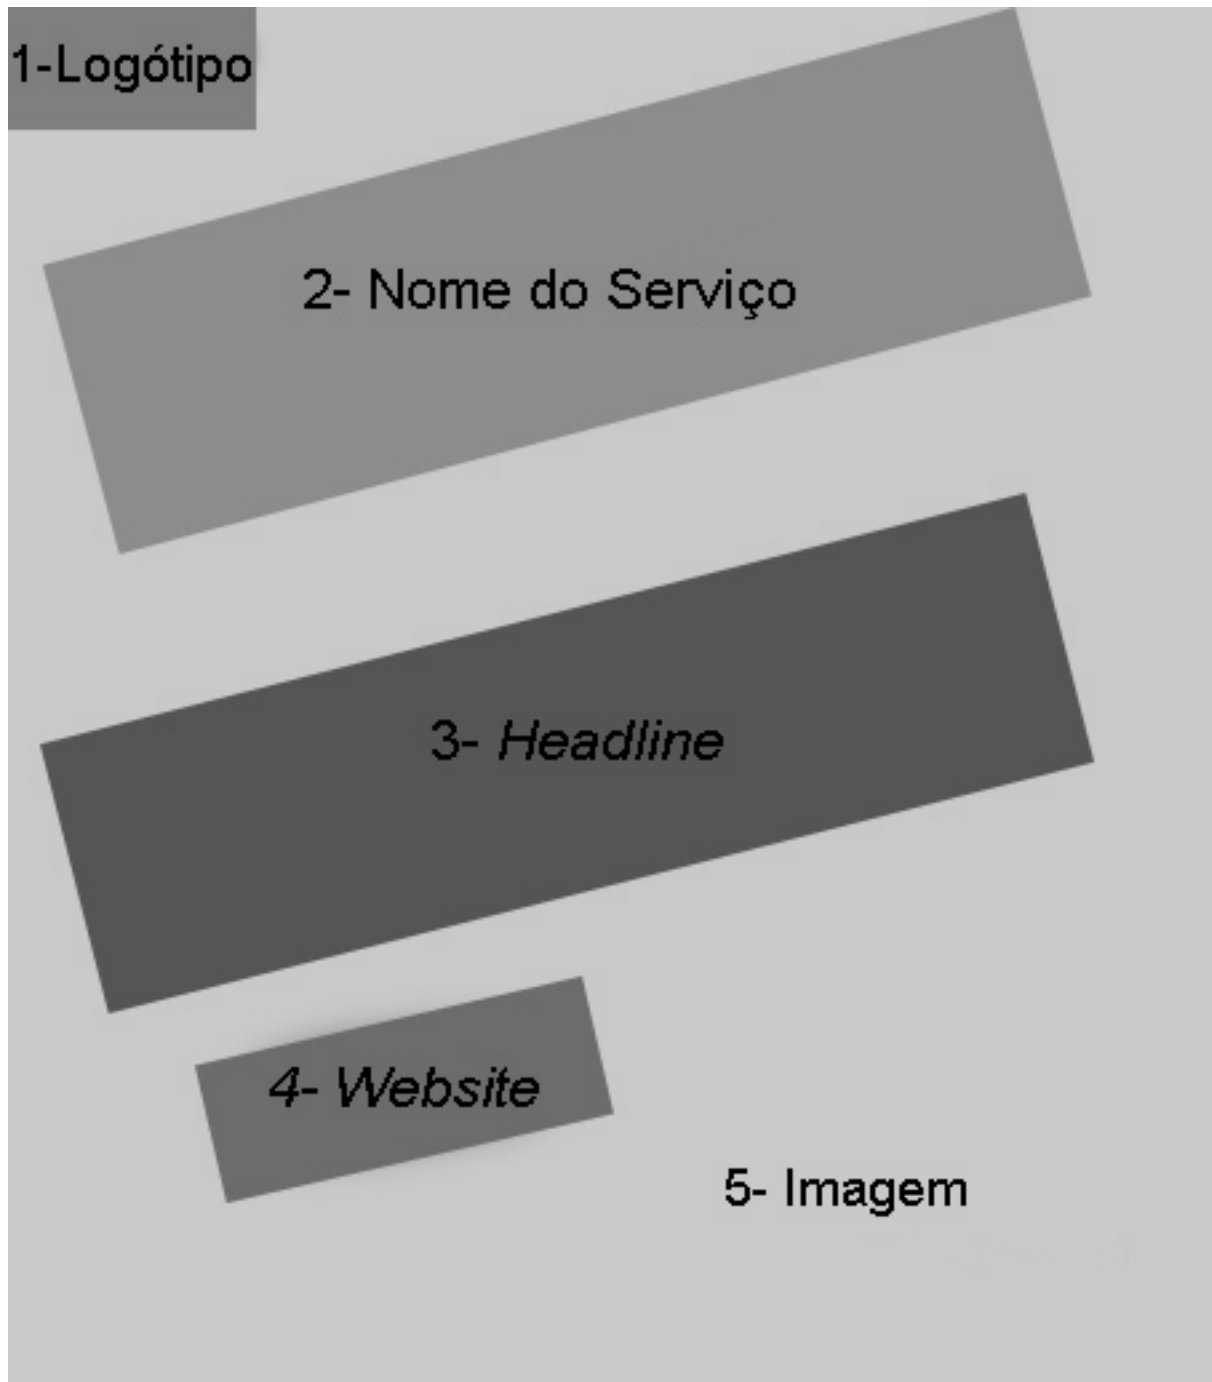 1-Logótipo
2- Nome do Serviço
3- Headline
4- Website
5- Imagem